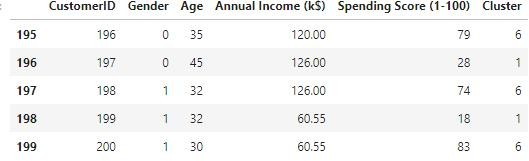 CustomerID Gender Age Annual Income (k$) Spending Score (1-100) Cluster
195 196 0 35 120.00 79 6
196 197 0 45 126.00 28 1
197 198 1 32 126.00 74 6
198 199 1 32 60.55 18 1
199 200 1 30 60.55 83 6